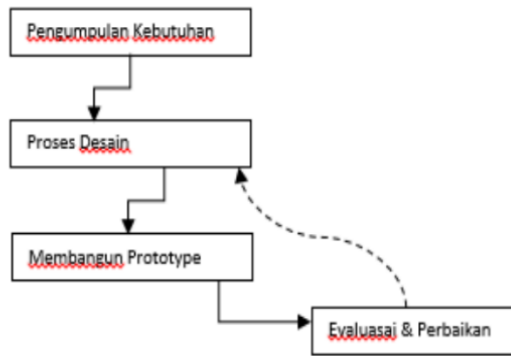 Pengumpulan Kebutuhan
Proses Desain
Membangun Prototype
Evaluasai & Perbaikan